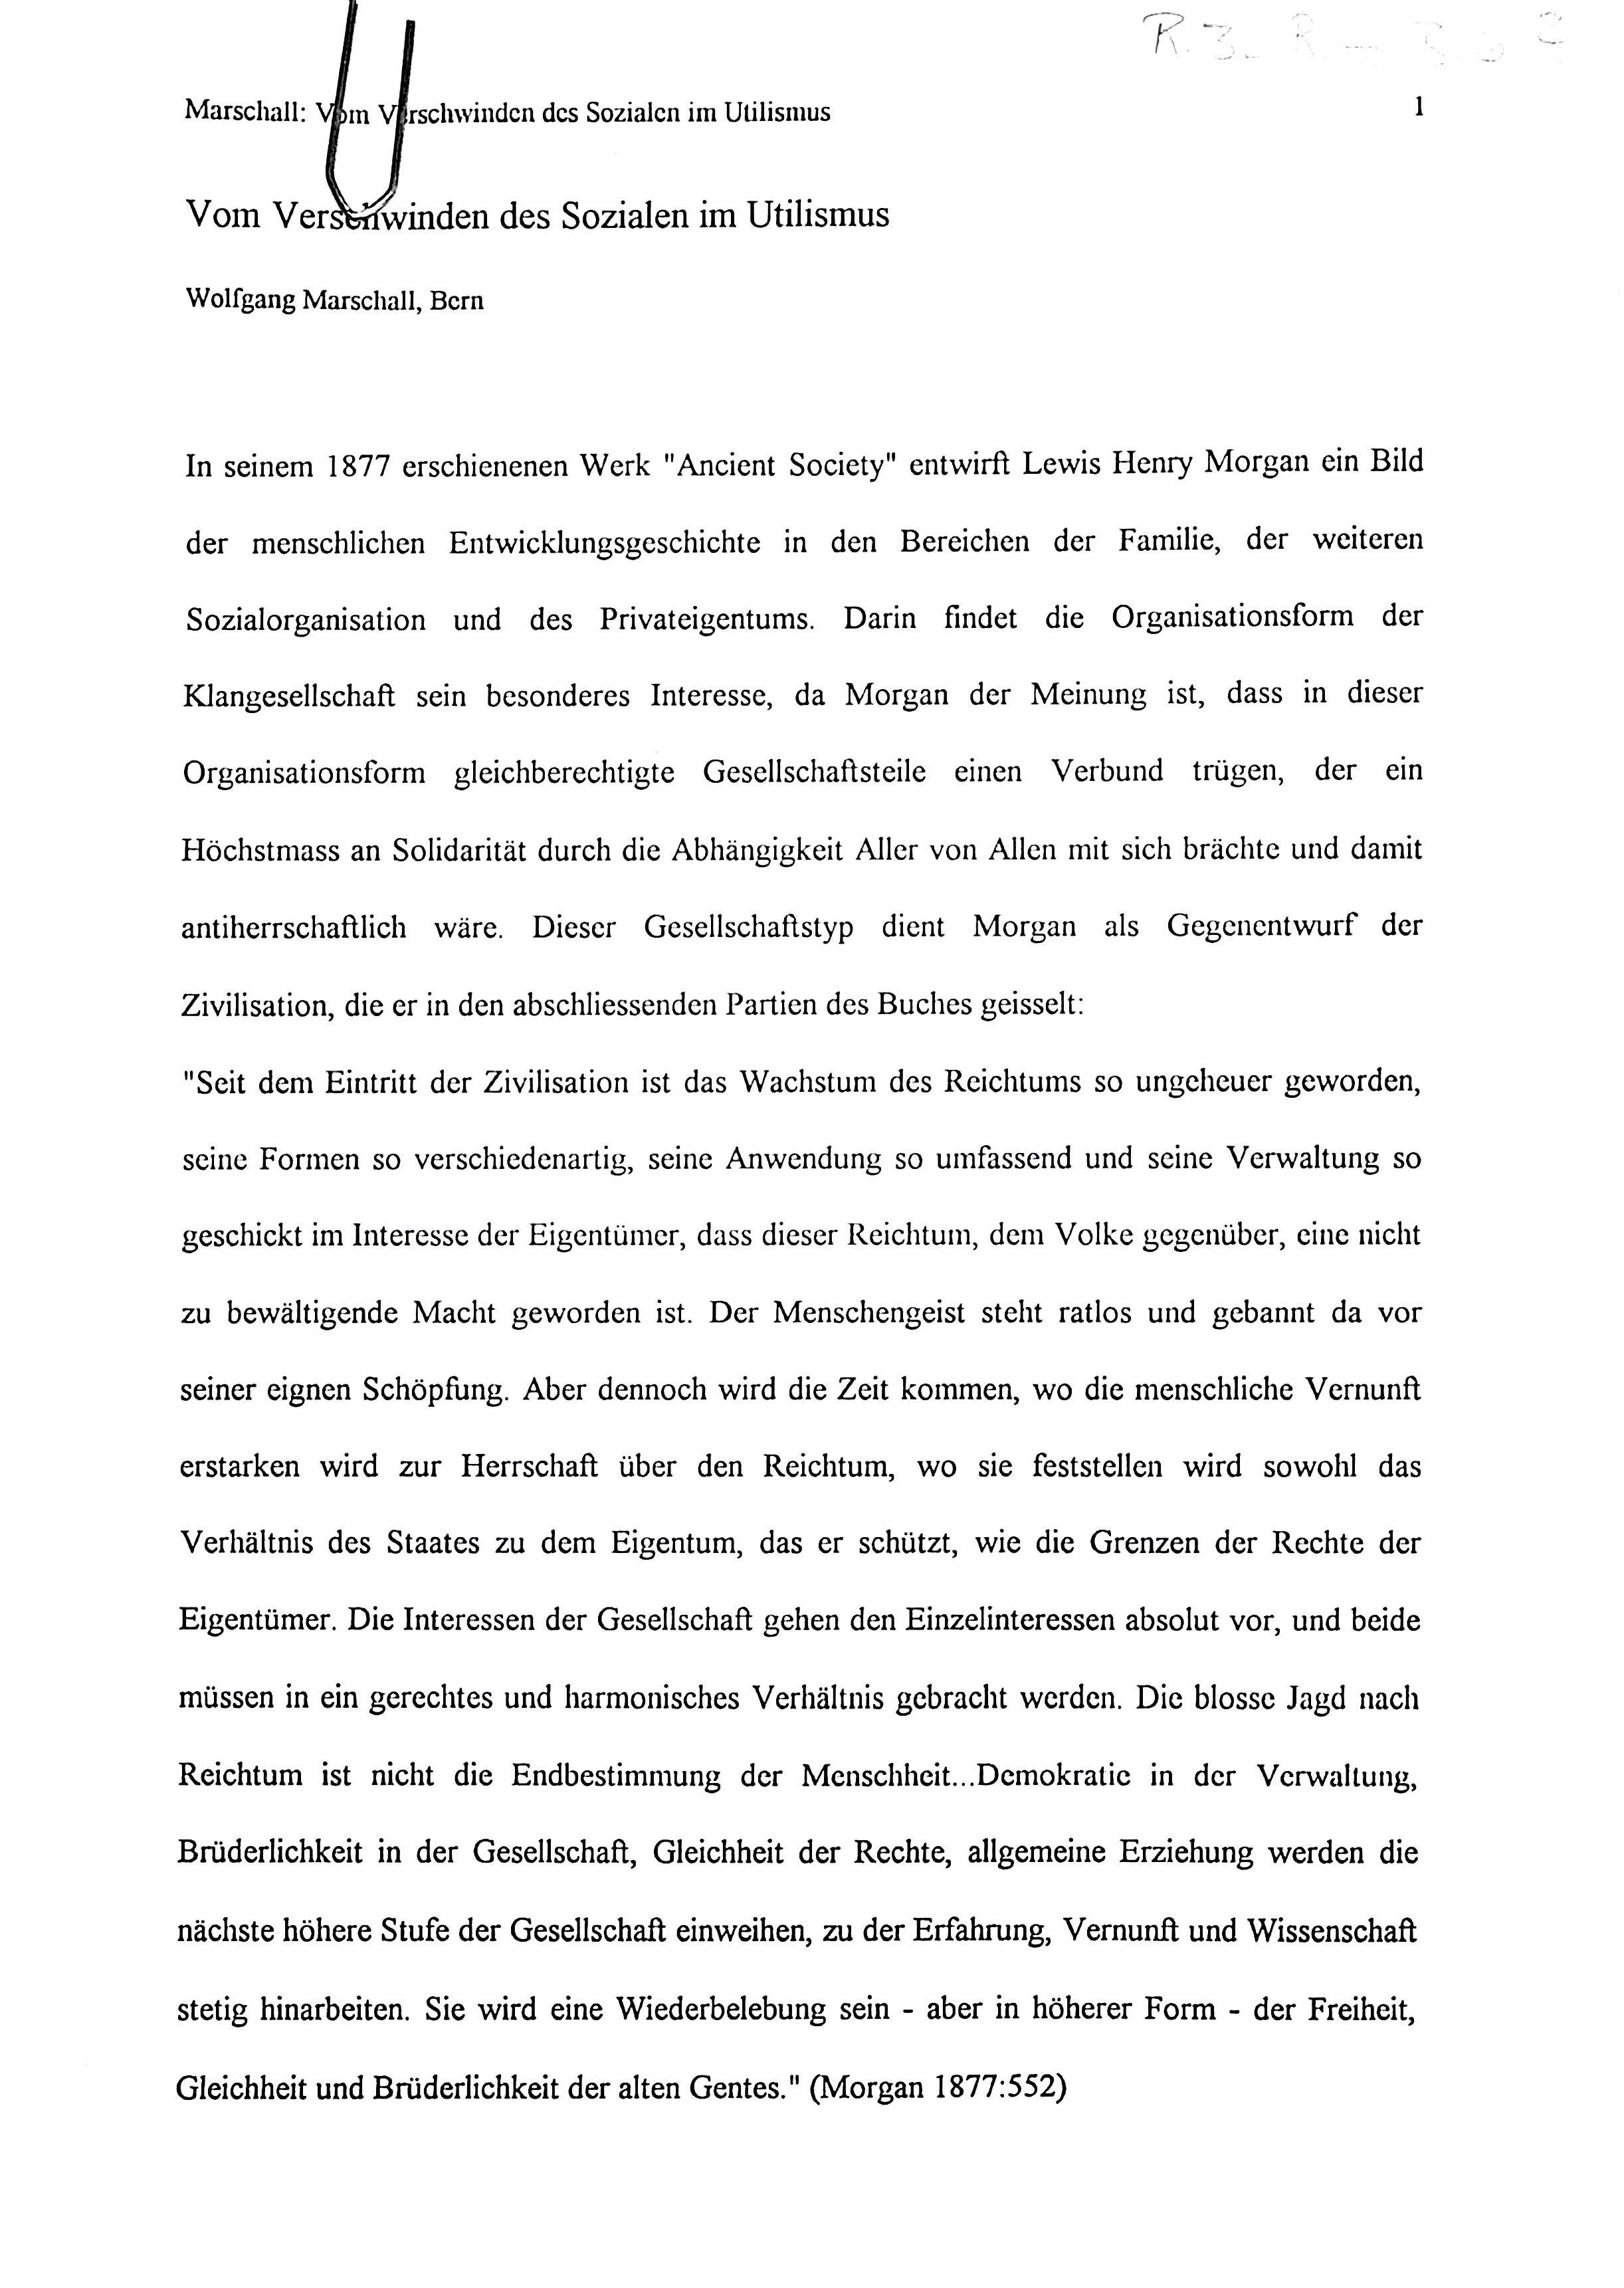 Marschall: Vom Verschwinden des Sozialen im Utilismus 1
Vom Verschwinden des Sozialen im Utilismus
Wolfgang Marschall, Bern
In seinem 1877 erschienenen Werk "Ancient Society" entwirft Lewis Henry Morgan ein Bild
der menschlichen Entwicklungsgeschichte in den Bereichen der Familie, der weiteren
Sozialorganisation und des Privateigentums. Darin findet die Organisationsform der
Klangesellschaft sein besonderes Interesse, da Morgan der Meinung ist, dass in dieser
Organisationsform gleichberechtigte Gesellschaftsteile einen Verbund trügen, der ein
Höchstmass an Solidarität durch die Abhängigkeit Aller von Allen mit sich brächte und damit
antiherrschaftlich wäre. Dieser Gesellschaftstyp dient Morgan als Gegenentwurf der
Zivilisation, die er in den abschliessenden Partien des Buches geisselt:
"Seit dem Eintritt der Zivilisation ist das Wachstum des Reichtums so ungeheuer geworden,
seine Formen so verschiedenartig, seine Anwendung so umfassend und seine Verwaltung so
geschickt im Interesse der Eigentümer, dass dieser Reichtum, dem Volke gegenüber, eine nicht
zu bewältigende Macht geworden ist. Der Menschengeist steht ratlos und gebannt da vor
seiner eignen Schöpfung. Aber dennoch wird die Zeit kommen, wo die menschliche Vernunft
erstarken wird zur Herrschaft über den Reichtum, wo sie feststellen wird sowohl das
Verhältnis des Staates zu dem Eigentum, das er schützt, wie die Grenzen der Rechte der
Eigentümer. Die Interessen der Gesellschaft gehen den Einzelinteressen absolut vor, und beide
müssen in ein gerechtes und harmonisches Verhältnis gebracht werden. Die blosse Jagd nach
Reichtum ist nicht die Endbestimmung der Menschheit...Demokratie in der Verwaltung,
Brüderlichkeit in der Gesellschaft, Gleichheit der Rechte, allgemeine Erziehung werden die
nächste höhere Stufe der Gesellschaft einweihen, zu der Erfahrung, Vernunft und Wissenschaft
stetig hinarbeiten. Sie wird eine Wiederbelebung sein - aber in höherer Form - der Freiheit,
Gleichheit und Brüderlichkeit der alten Gentes." (Morgan 1877:552)